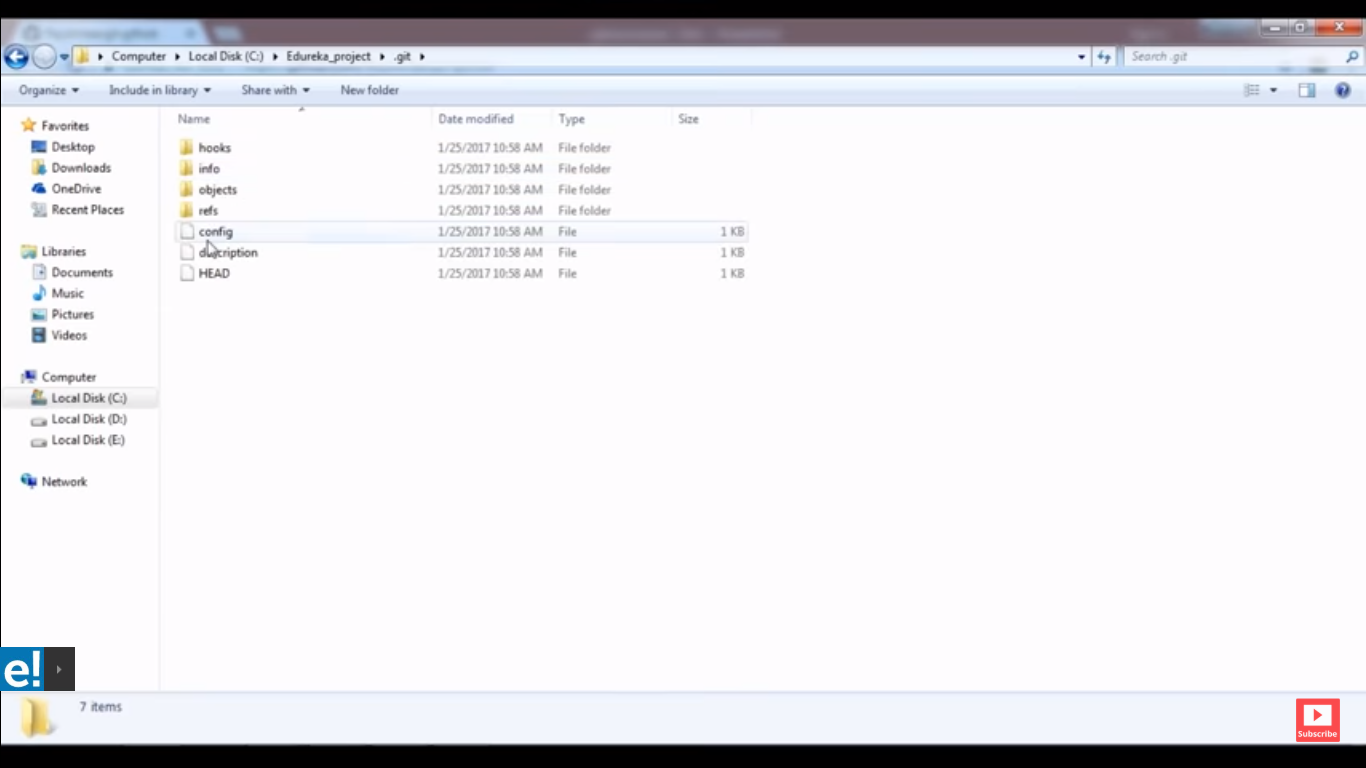 Computer Local Disk (C:) Edureka_project .git Search .git
Organize Include in library Share with New folder
Name Date modified Type Size
Favorites
Desktop
Downloads
OneDrive
Recent Places
Libraries
Documents
Music
Pictures
Videos
Computer
Local Disk (C:)
Local Disk (D:)
Local Disk (E:)
Network
hooks 1/25/2017 10:58 AM File folder
info 1/25/2017 10:58 AM File folder
objects 1/25/2017 10:58 AM File folder
refs 1/25/2017 10:58 AM File folder
config 1/25/2017 10:58 AM File 1 KB
description 1/25/2017 10:58 AM File 1 KB
HEAD 1/25/2017 10:58 AM File 1 KB
e!
7 items
Subscribe